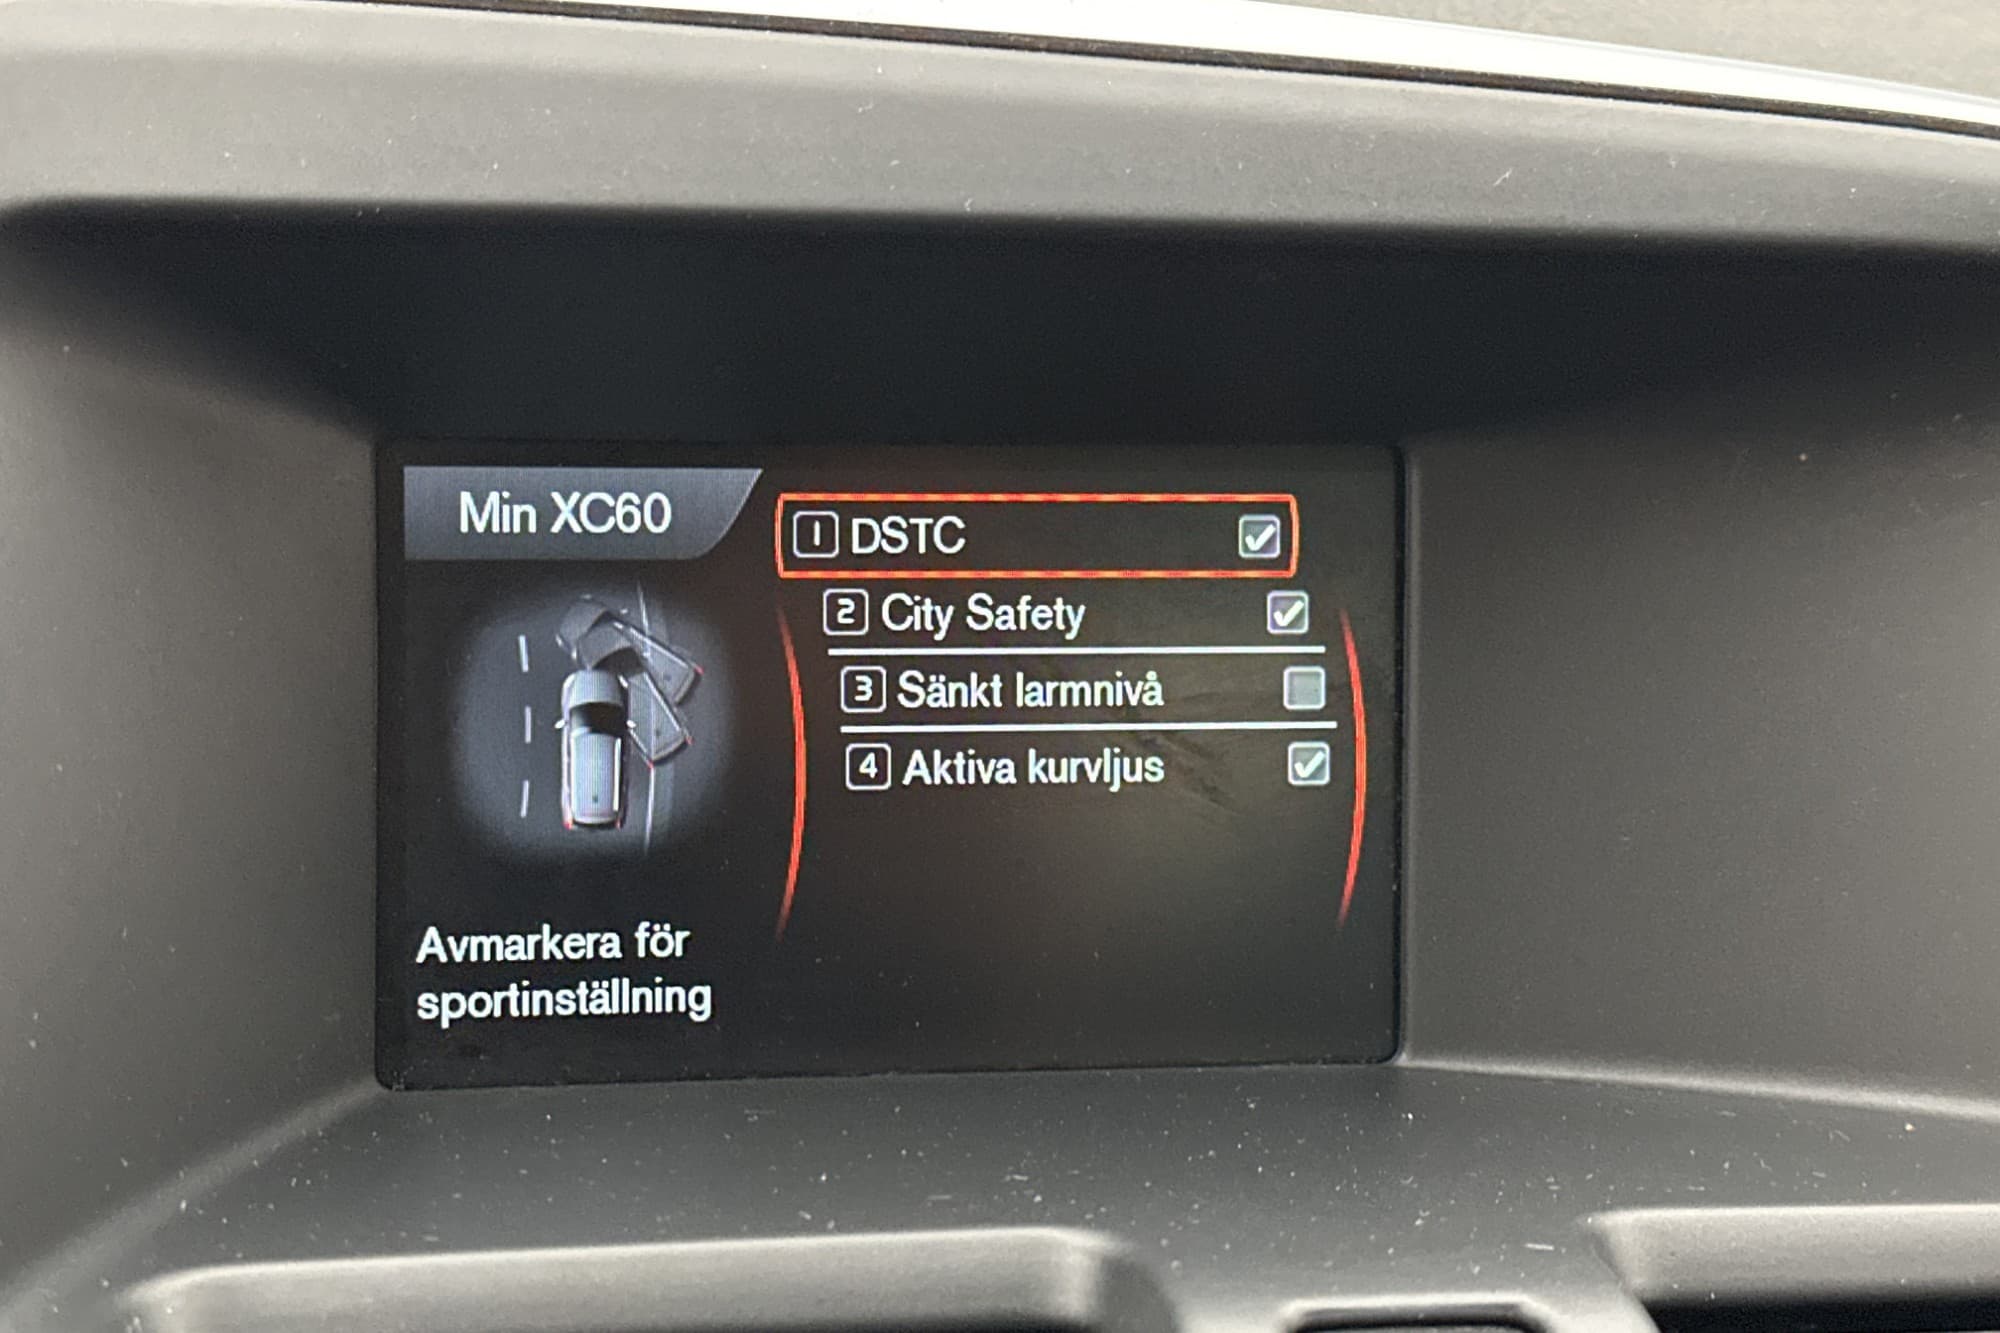 Min XC60
1 DSTC
2 City Safety
3 Sänkt larmnivå
4 Aktiva kurvljus
Avmarkera för
sportinställning